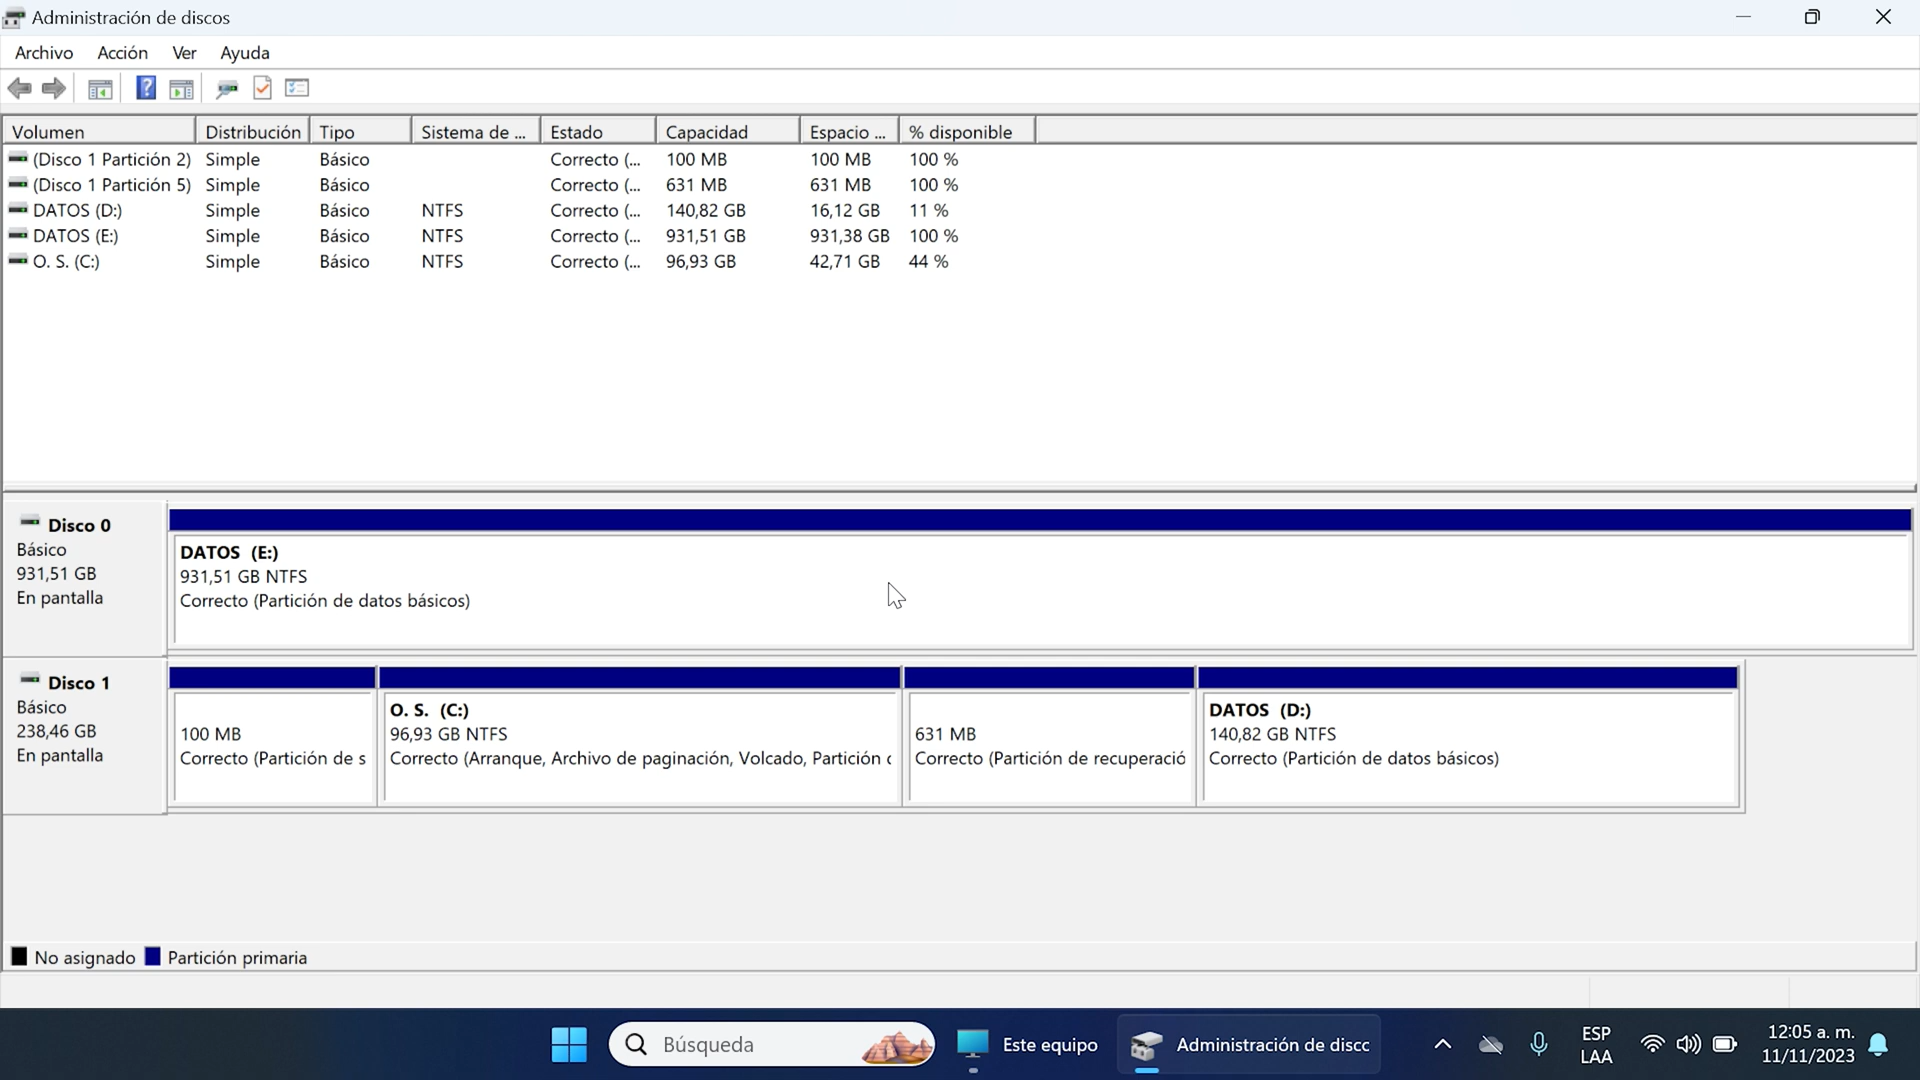 Administración de discos
Archivo Acción Ver Ayuda
Volumen Distribución Tipo Sistema de ... Estado Capacidad Espacio ... % disponible
(Disco 1 Partición 2) Simple Básico Correcto (... 100 MB 100 MB 100 %
(Disco 1 Partición 5) Simple Básico Correcto (... 631 MB 631 MB 100 %
DATOS (D:) Simple Básico NTFS Correcto (... 140,82 GB 16,12 GB 11 %
DATOS (E:) Simple Básico NTFS Correcto (... 931,51 GB 931,38 GB 100 %
O. S. (C:) Simple Básico NTFS Correcto (... 96,93 GB 42,71 GB 44 %
Disco 0
Básico
931,51 GB
En pantalla
DATOS (E:)
931,51 GB NTFS
Correcto (Partición de datos básicos)
Disco 1
Básico
238,46 GB
En pantalla
100 MB
Correcto (Partición de s
O. S. (C:)
96,93 GB NTFS
Correcto (Arranque, Archivo de paginación, Volcado, Partición c
631 MB
Correcto (Partición de recuperació
DATOS (D:)
140,82 GB NTFS
Correcto (Partición de datos básicos)
No asignado Partición primaria
Búsqueda
Este equipo
Administración de discc
ESP
LAA
12:05 a. m.
11/11/2023